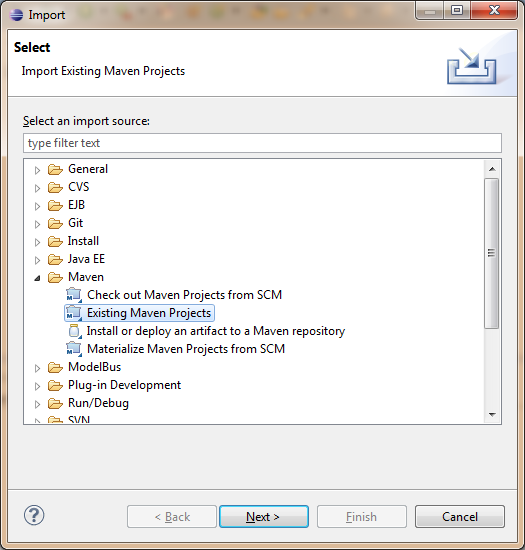 Import
Select
Import Existing Maven Projects
Select an import source:
type filter text
General
CVS
EJB
Git
Install
Java EE
Maven
Check out Maven Projects from SCM
Existing Maven Projects
Install or deploy an artifact to a Maven repository
Materialize Maven Projects from SCM
ModelBus
Plug-in Development
Run/Debug
SVN
?
< Back
Next >
Finish
Cancel